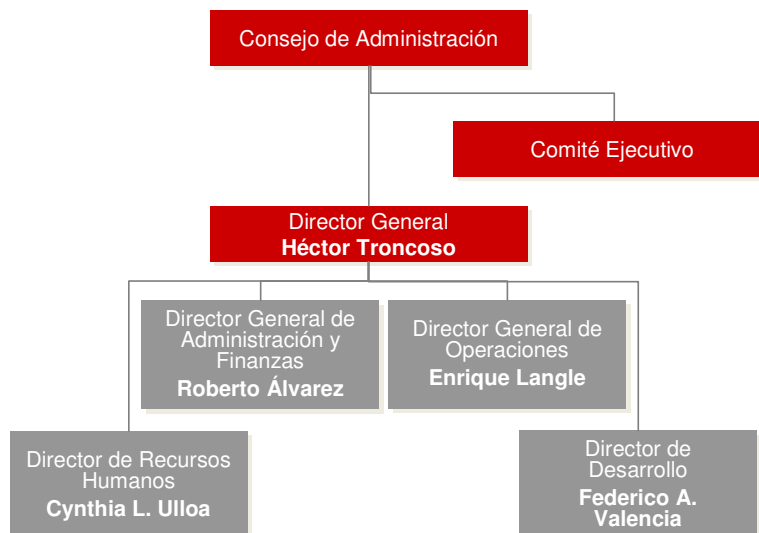 Consejo de Administración
Comité Ejecutivo
Director General
Héctor Troncoso
Director General de
Administración y
Finanzas
Roberto Álvarez
Director General de
Operaciones
Enrique Langle
Director de Recursos
Humanos
Cynthia L. Ulloa
Director de
Desarrollo
Federico A.
Valencia